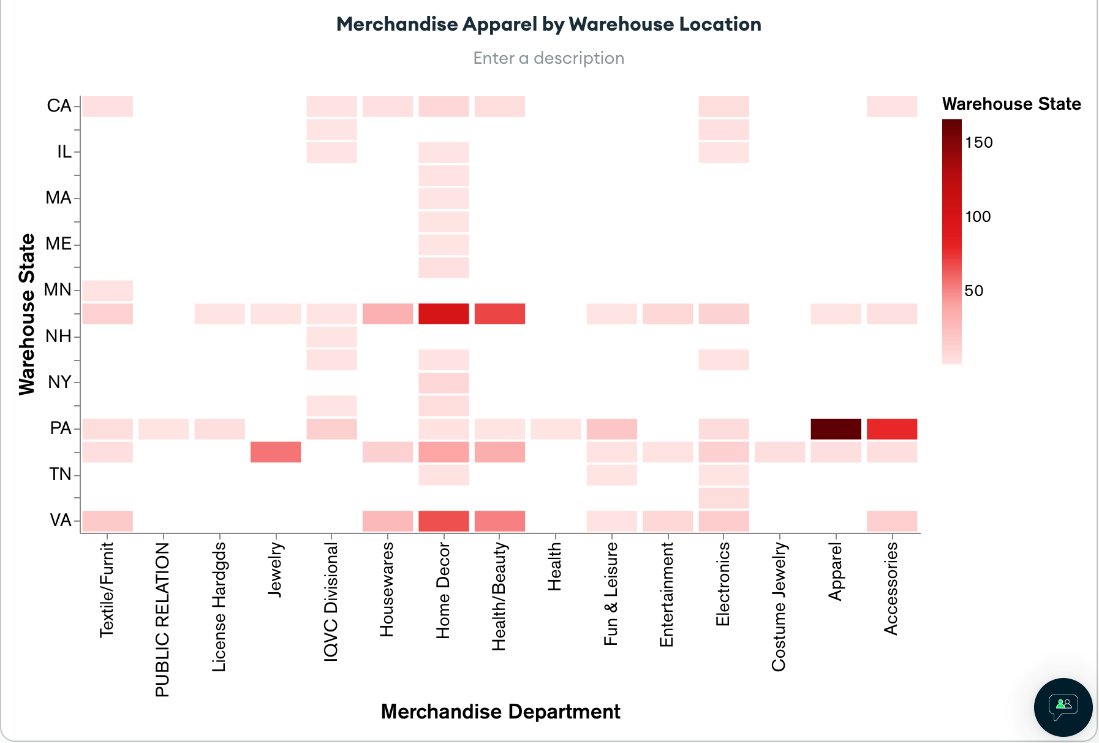 Merchandise Apparel by Warehouse Location
Enter a description
Warehouse State
150
100
50
Warehouse State
CA
IL
MA
ME
MN
NH
NY
PA
TN
VA
Textile/Furnit
PUBLIC RELATION
License Hardgds
Jewelry
IQVC Divisional
Housewares
Home Decor
Health/Beauty
Health
Fun & Leisure
Entertainment
Electronics
Costume Jewelry
Apparel
Accessories
Merchandise Department